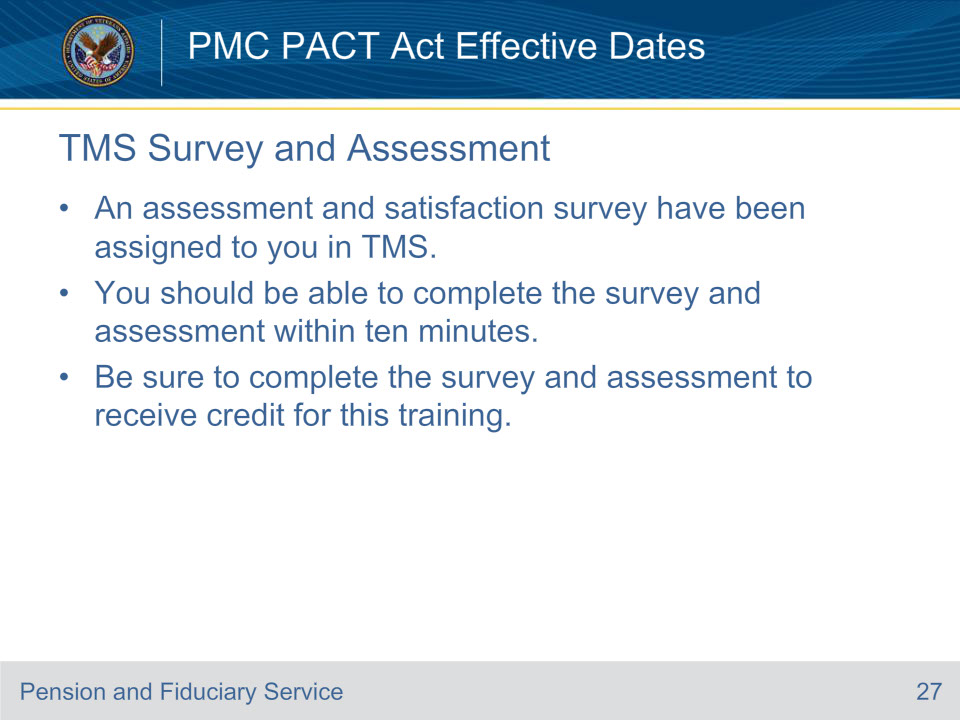 PMC PACT Act Effective Dates
TMS Survey and Assessment
• An assessment and satisfaction survey have been
assigned to you in TMS.
• You should be able to complete the survey and
assessment within ten minutes.
• Be sure to complete the survey and assessment to
receive credit for this training.
Pension and Fiduciary Service
27